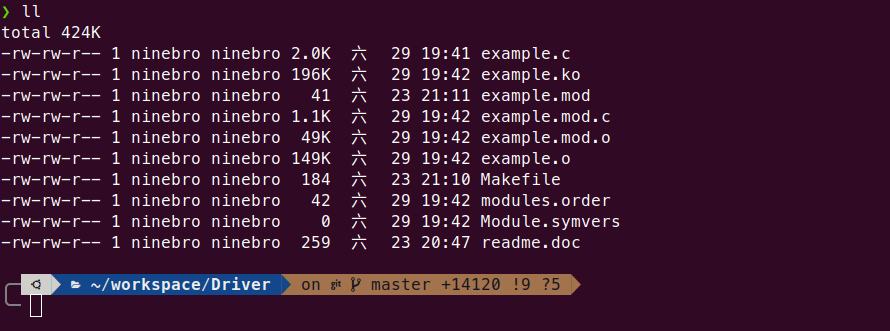 ❯ ll
total 424K
-rw-rw-r-- 1 ninebro ninebro 2.0K 六 29 19:41 example.c
-rw-rw-r-- 1 ninebro ninebro 196K 六 29 19:42 example.ko
-rw-rw-r-- 1 ninebro ninebro 41 六 23 21:11 example.mod
-rw-rw-r-- 1 ninebro ninebro 1.1K 六 29 19:42 example.mod.c
-rw-rw-r-- 1 ninebro ninebro 49K 六 29 19:42 example.mod.o
-rw-rw-r-- 1 ninebro ninebro 149K 六 29 19:42 example.o
-rw-rw-r-- 1 ninebro ninebro 184 六 23 21:10 Makefile
-rw-rw-r-- 1 ninebro ninebro 42 六 29 19:42 modules.order
-rw-rw-r-- 1 ninebro ninebro 0 六 29 19:42 Module.symvers
-rw-rw-r-- 1 ninebro ninebro 259 六 23 20:47 readme.doc
~/workspace/Driver on master +14120 !9 ?5